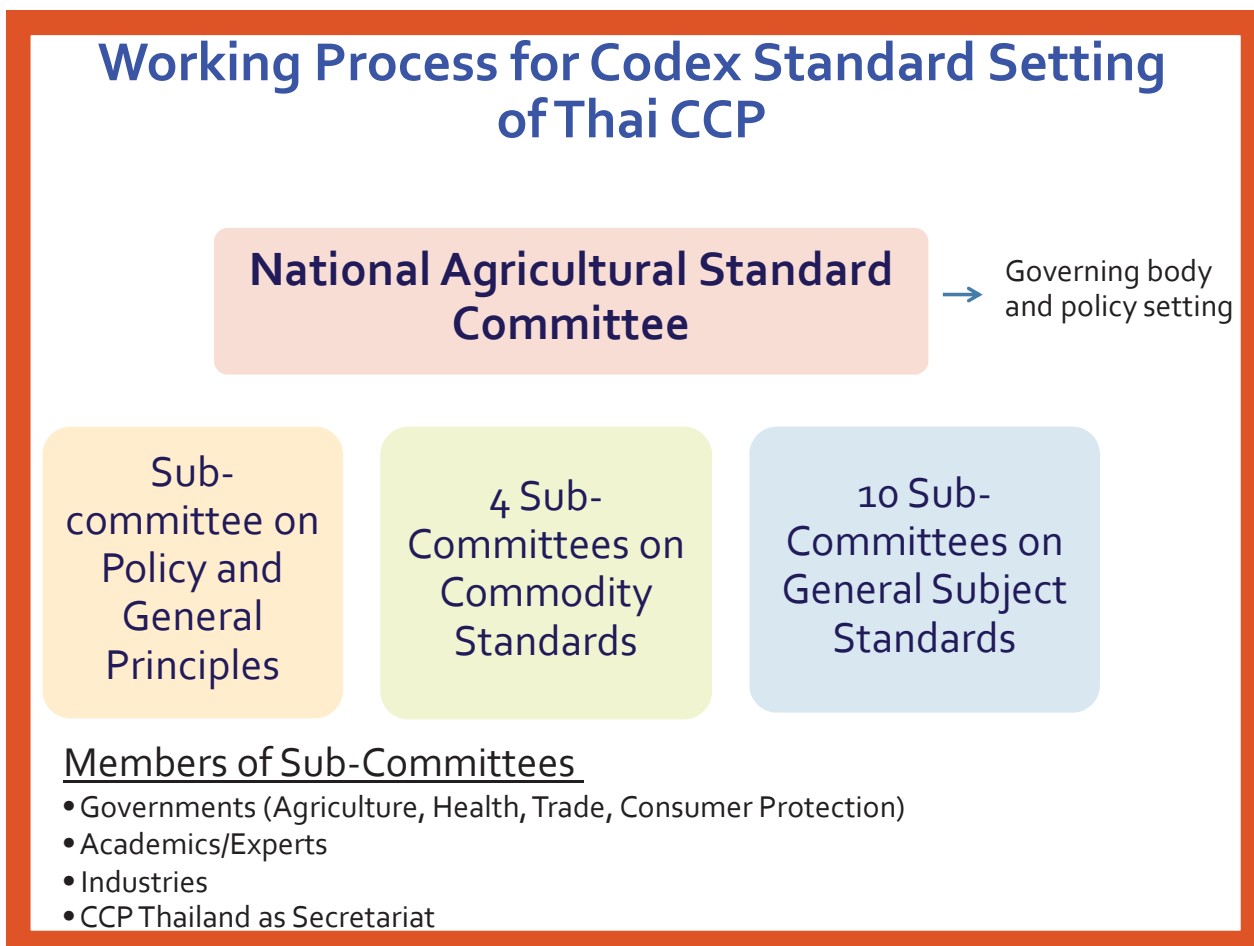 Working Process for Codex Standard Setting
of Thai CCP
National Agricultural Standard
Committee
Governing body
and policy setting
Sub-
committee on
Policy and
General
Principles
4 Sub-
Committees on
Commodity
Standards
10 Sub-
Committees on
General Subject
Standards
Members of Sub-Committees
• Governments (Agriculture, Health, Trade, Consumer Protection)
• Academics/Experts
• Industries
• CCP Thailand as Secretariat